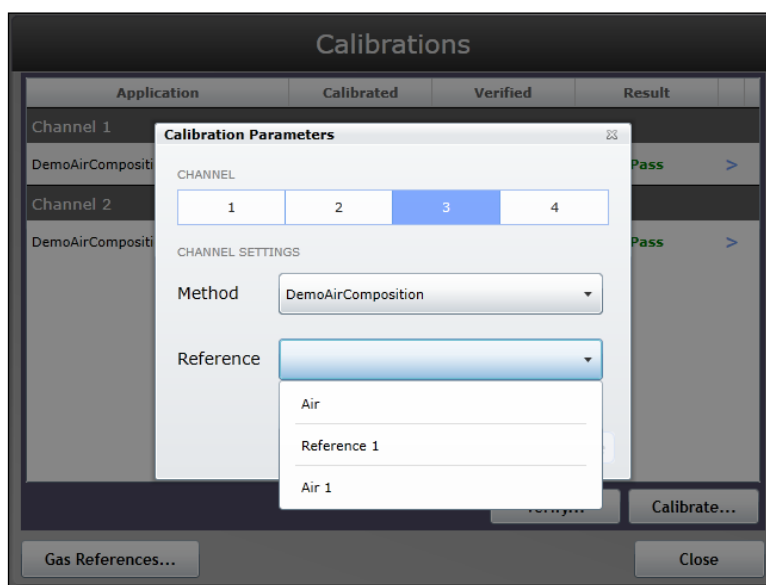 Calibrations
Application Calibrated Verified Result
Channel 1
DemoAirCompositi Pass >
Channel 2
DemoAirCompositi Pass >
Calibration Parameters
CHANNEL
1 2 3 4
CHANNEL SETTINGS
Method DemoAirComposition
Reference
Air
Reference 1
Air 1
Calibrate...
Gas References... Close